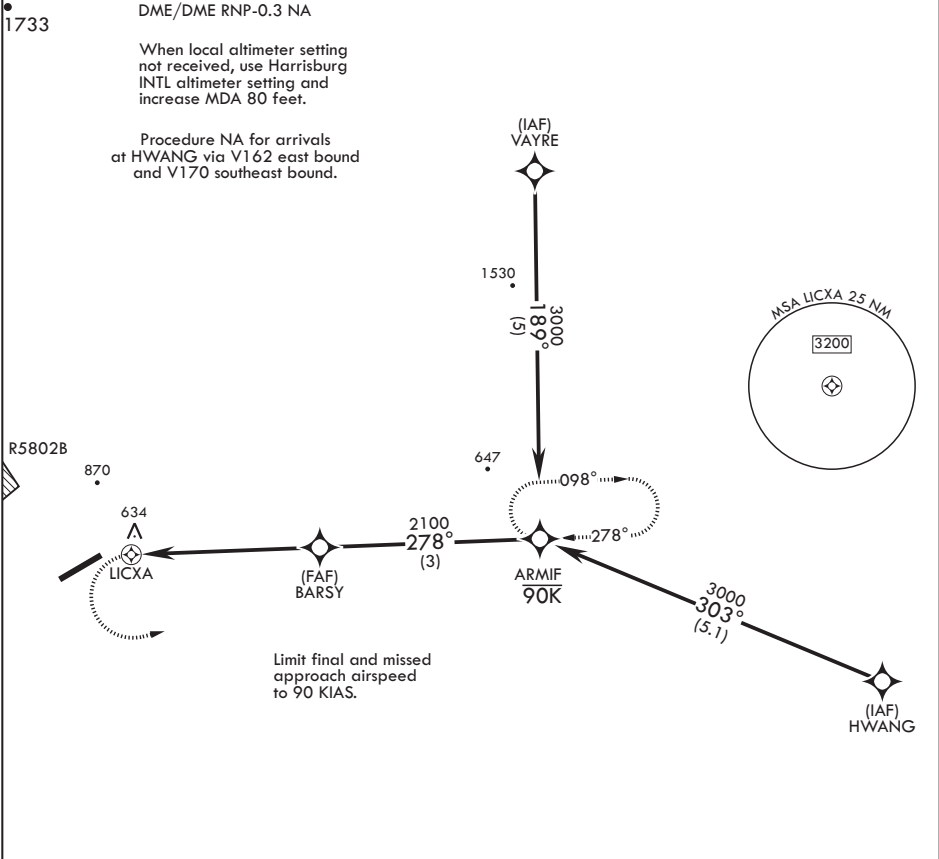 1733
DME/DME RNP-0.3 NA
When local altimeter setting
not received, use Harrisburg
INTL altimeter setting and
increase MDA 80 feet.
Procedure NA for arrivals
at HWANG via V162 east bound
and V170 southeast bound.
(IAF)
VAYRE
1530
3000
189°
(5)
MSA LICXA 25 NM
3200
R5802B
870
647
098°
634
2100
278°
(3)
278°
LICXA
(FAF)
BARSY
ARMIF
90K
3000
303°
(5.1)
Limit final and missed
approach airspeed
to 90 KIAS.
(IAF)
HWANG